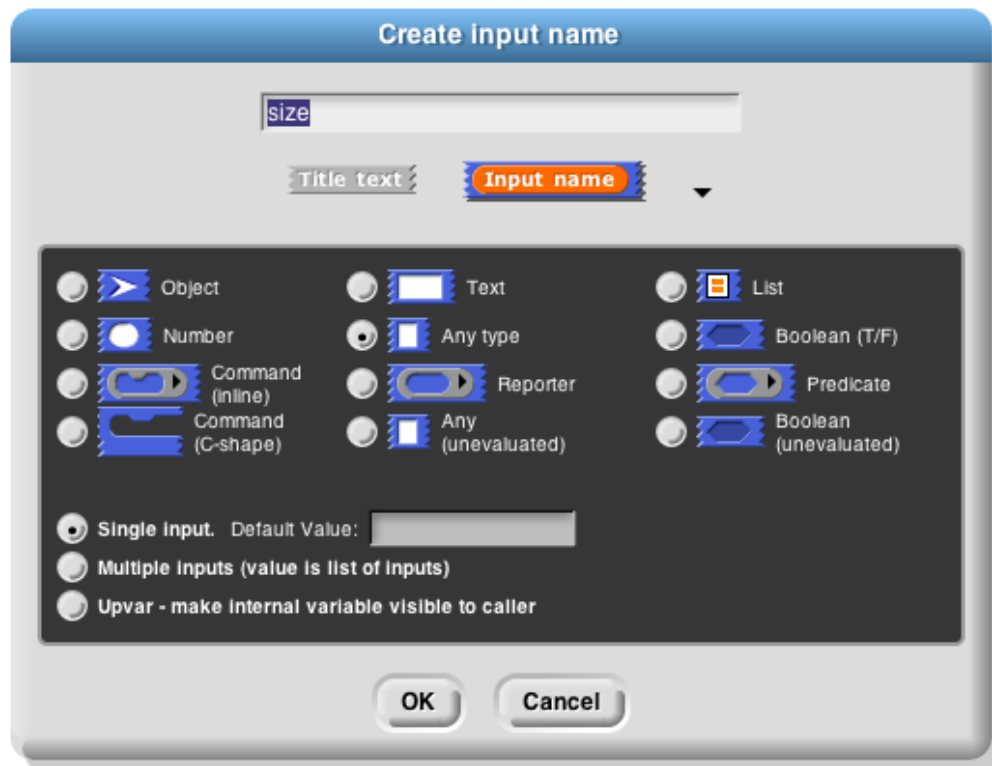 Create input name
size
Title text Input name
Object Text List
Number Any type Boolean (T/F)
Command
(inline) Reporter Predicate
Command
(C-shape) Any
(unevaluated) Boolean
(unevaluated)
Single input. Default Value:
Multiple inputs (value is list of inputs)
Upvar - make internal variable visible to caller
OK Cancel